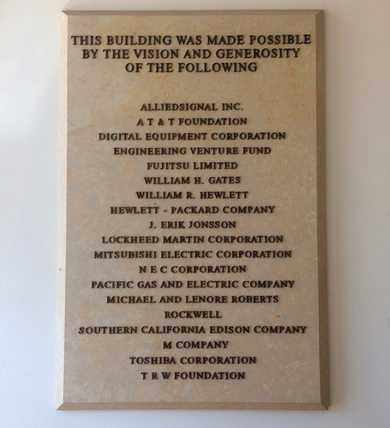 THIS BUILDING WAS MADE POSSIBLE
BY THE VISION AND GENEROSITY
OF THE FOLLOWING
ALLIEDSIGNAL INC.
A T & T FOUNDATION
DIGITAL EQUIPMENT CORPORATION
ENGINEERING VENTURE FUND
FUJITSU LIMITED
WILLIAM H. GATES
WILLIAM R. HEWLETT
HEWLETT - PACKARD COMPANY
J. ERIK JONSSON
LOCKHEED MARTIN CORPORATION
MITSUBISHI ELECTRIC CORPORATION
N E C CORPORATION
PACIFIC GAS AND ELECTRIC COMPANY
MICHAEL AND LENORE ROBERTS
ROCKWELL
SOUTHERN CALIFORNIA EDISON COMPANY
M COMPANY
TOSHIBA CORPORATION
T R W FOUNDATION